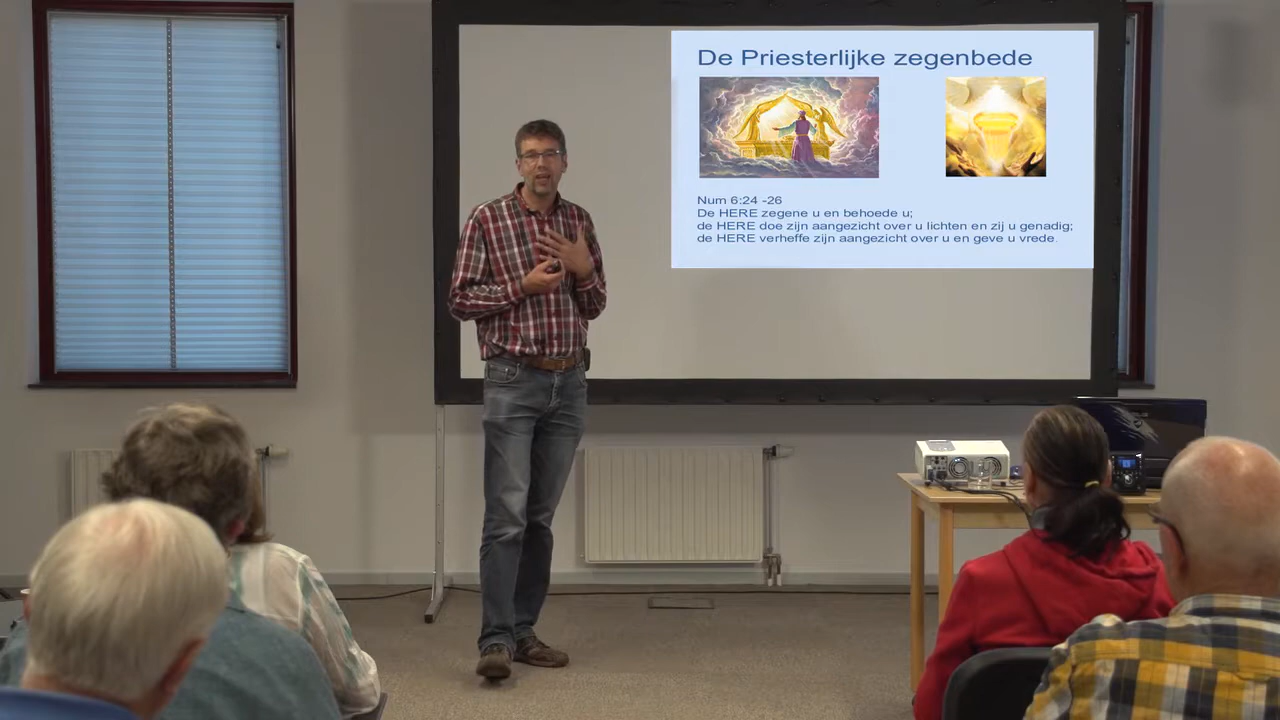 De Priesterlijke zegenbede
Num 6:24 -26
De HERE zegene u en behoede u;
de HERE doe zijn aangezicht over u lichten en zij u genadig;
de HERE verheffe zijn aangezicht over u en geve u vrede.